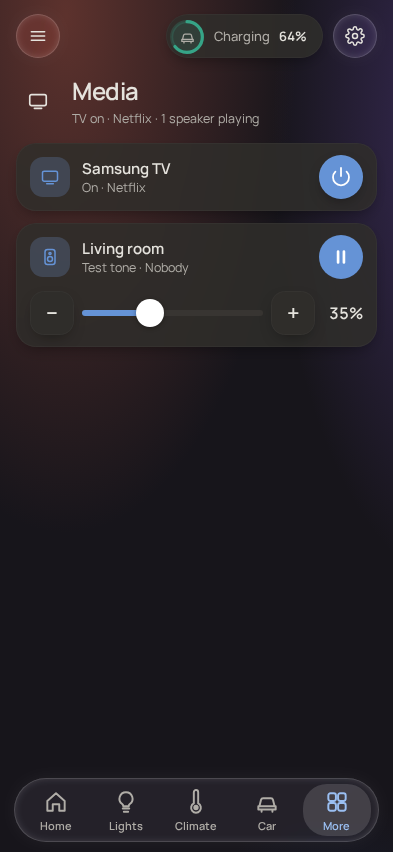 Charging 64%
Media
TV on · Netflix · 1 speaker playing
Samsung TV
On · Netflix
Living room
Test tone · Nobody
− + 35%
Home Lights Climate Car More